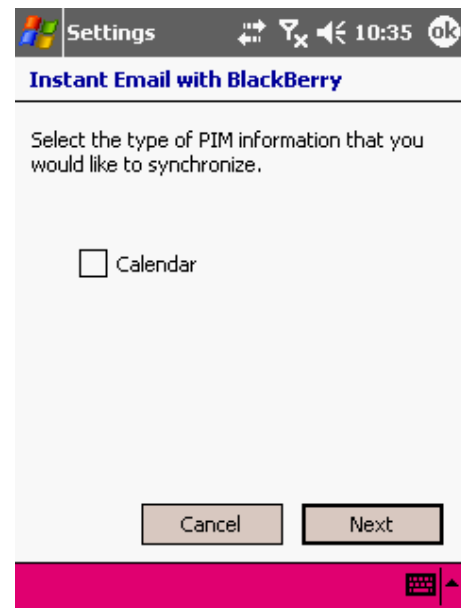 Settings 10:35 ok
Instant Email with BlackBerry
Select the type of PIM information that you
would like to synchronize.
Calendar
Cancel Next